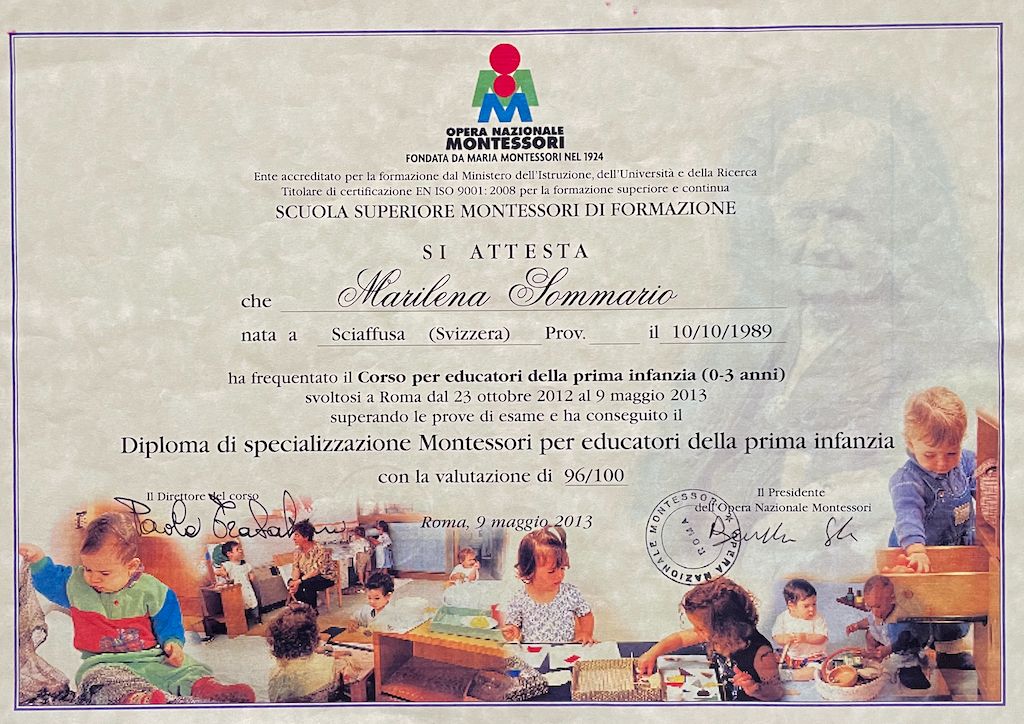 OPERA NAZIONALE
MONTESSORI
FONDATA DA MARIA MONTESSORI NEL 1924
Ente accreditato per la formazione dal Ministero dell'Istruzione, dell'Università e della Ricerca
Titolare di certificazione EN ISO 9001: 2008 per la formazione superiore e continua
SCUOLA SUPERIORE MONTESSORI DI FORMAZIONE
SI ATTESTA
che Marilena Sommario
nata a Sciaffusa (Svizzera) Prov. il 10/10/1989
ha frequentato il Corso per educatori della prima infanzia (0-3 anni)
svoltosi a Roma dal 23 ottobre 2012 al 9 maggio 2013
superando le prove di esame e ha conseguito il
Diploma di specializzazione Montessori per educatori della prima infanzia
con la valutazione di 96/100
Il Direttore del corso
Paola
Roma, 9 maggio 2013
Il Presidente
dell'Opera Nazionale Montessori
OPERA NAZIONALE MONTESSORI
ROMA